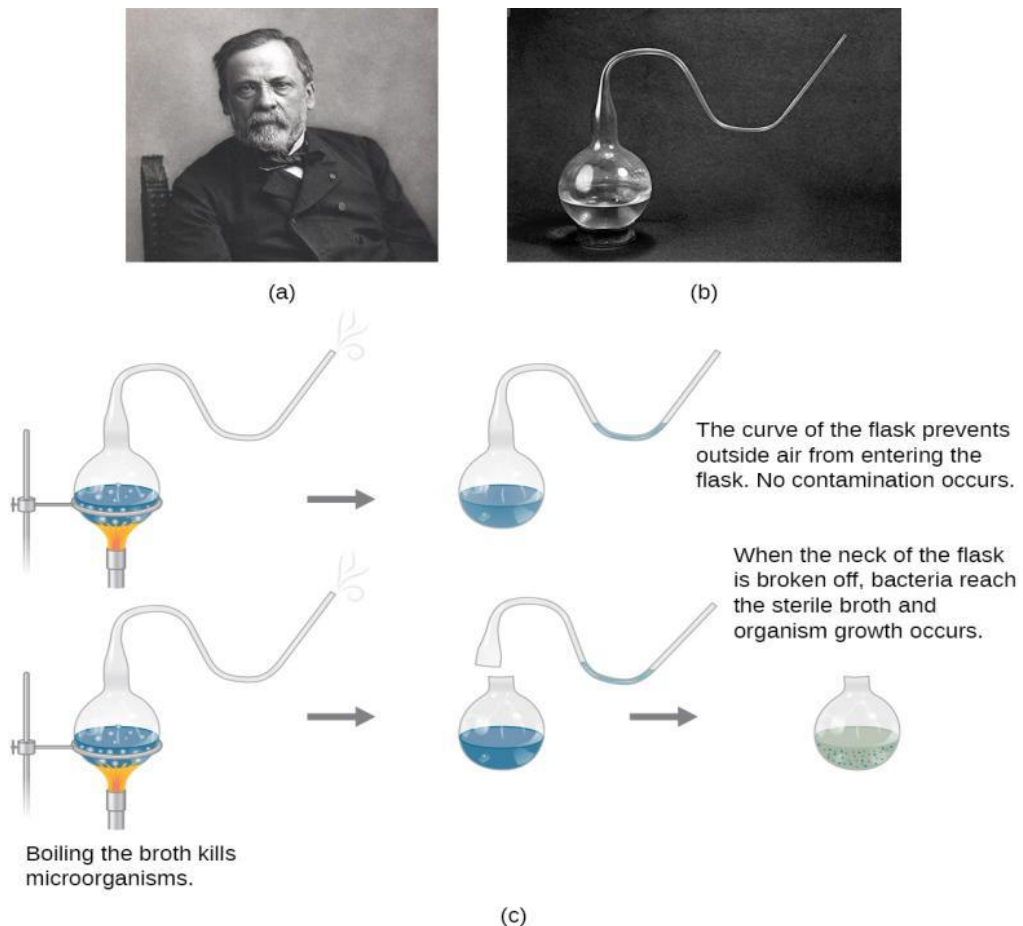 (a)
(b)
The curve of the flask prevents
outside air from entering the
flask. No contamination occurs.
When the neck of the flask
is broken off, bacteria reach
the sterile broth and
organism growth occurs.
Boiling the broth kills
microorganisms.
(c)